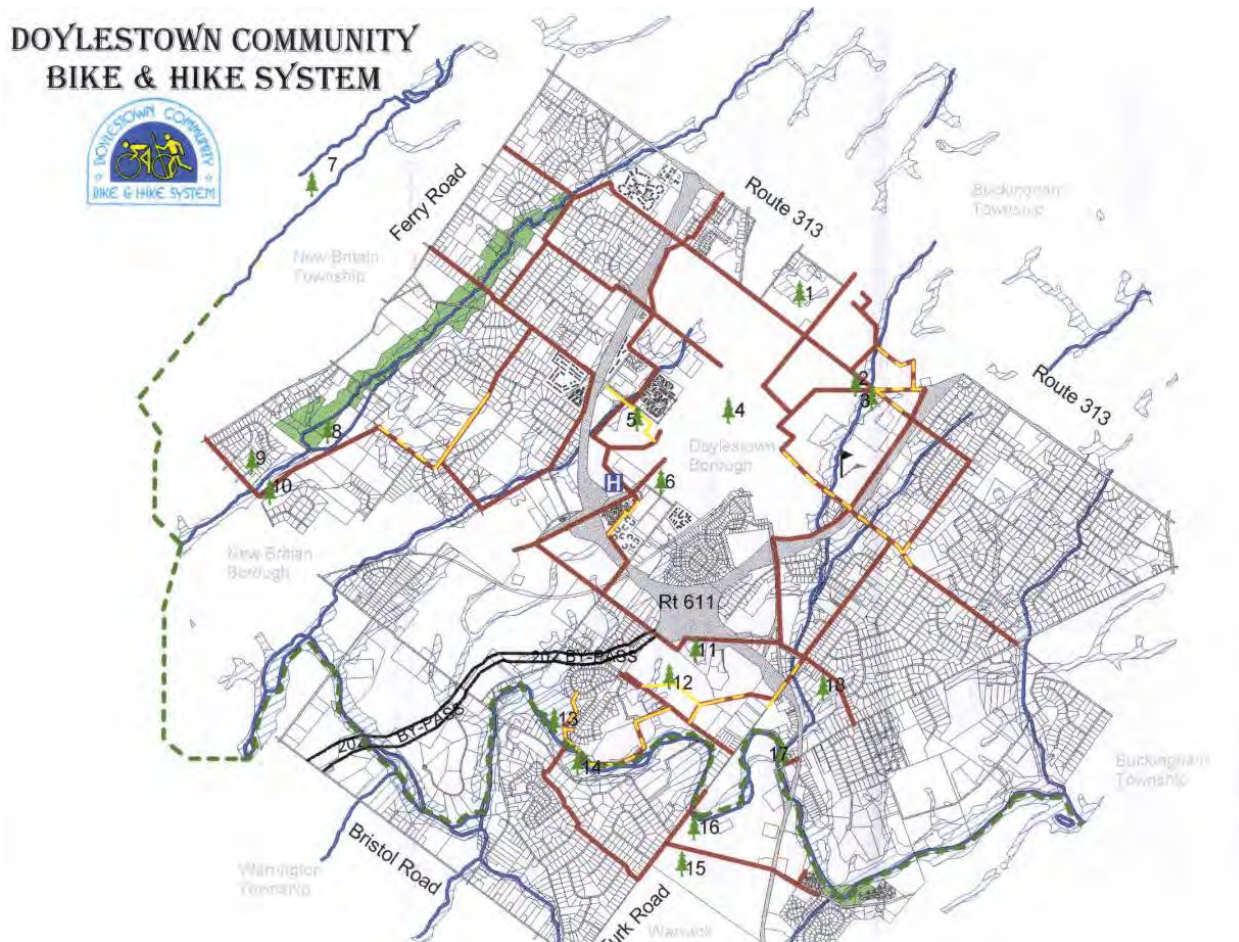 DOYLESTOWN COMMUNITY
BIKE & HIKE SYSTEM
DOYLESTOWN COMMUNITY
BIKE & HIKE SYSTEM
7
Ferry Road
Route 313
Buckingham
Township
New Britain
Township
1
2
3
Route 313
4
5
Doylestown
Borough
8
9
10
H
6
New Britian
Borough
Rt 611
11
202 BY-PASS
12
18
13
202 BY-PASS
14
17
Buckingham
Township
16
Bristol Road
15
Warrington
Township
Turk Road
Warwick